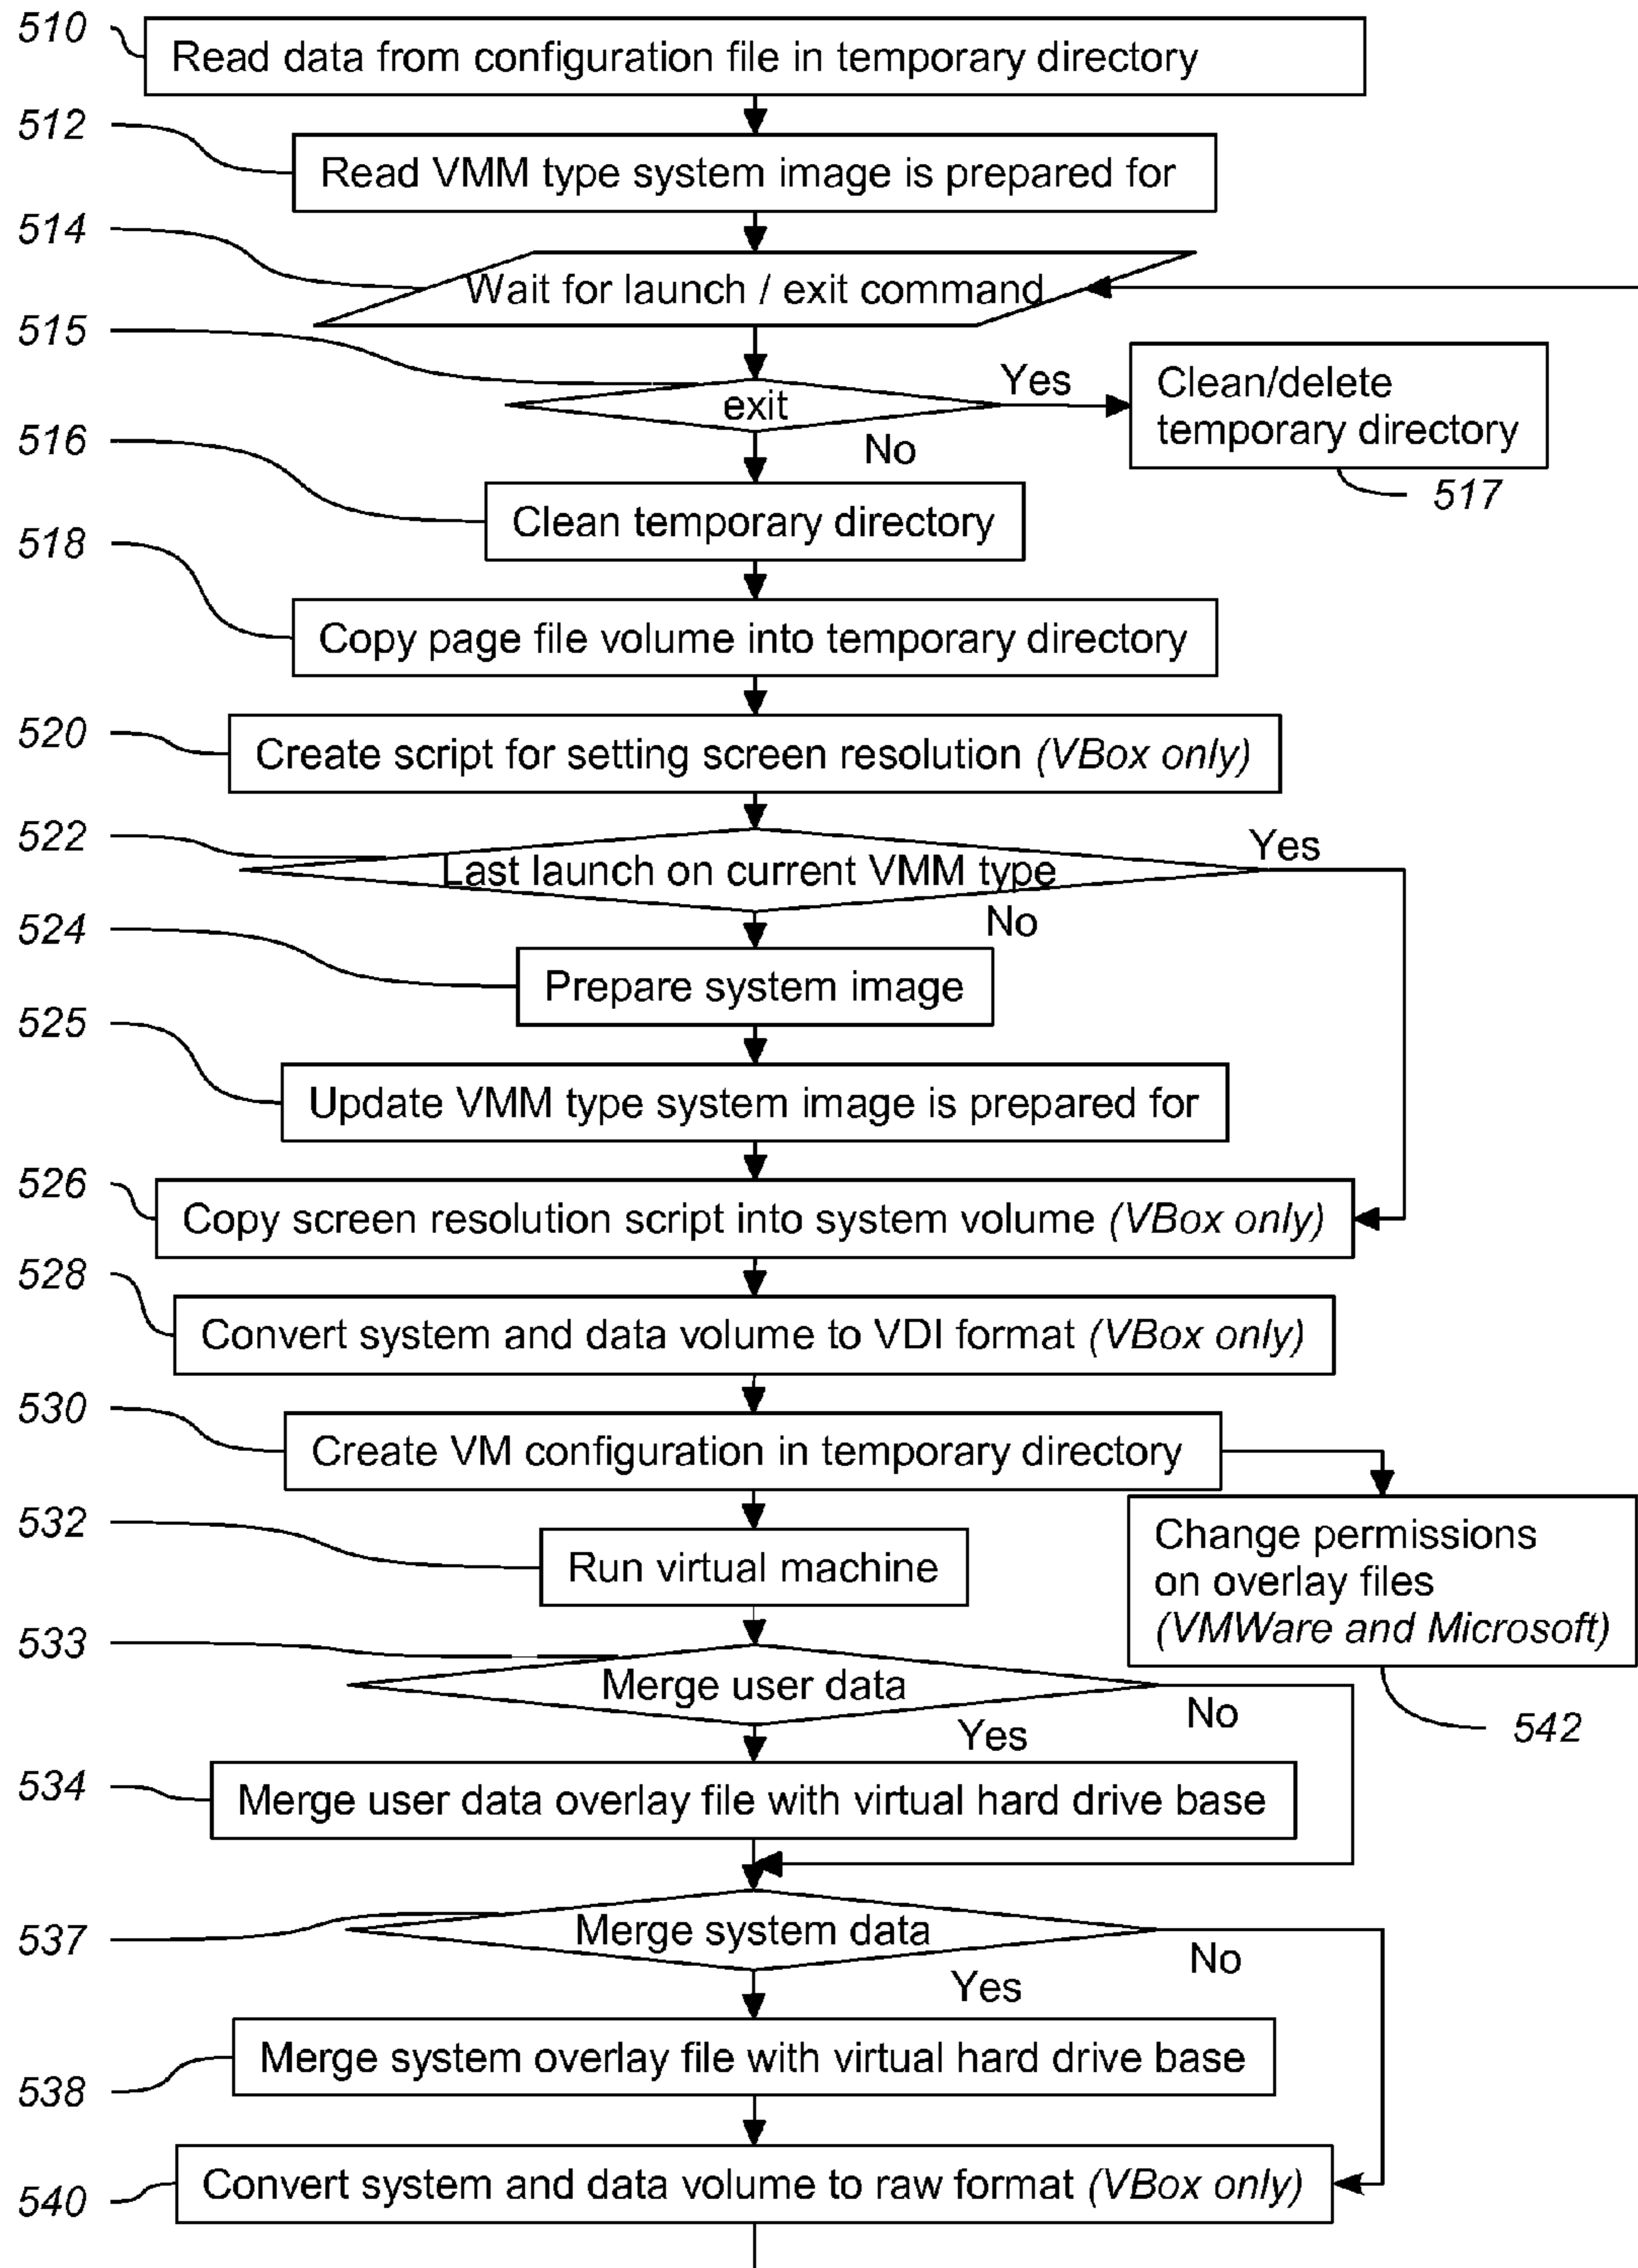 510
Read data from configuration file in temporary directory
512
Read VMM type system image is prepared for
514
Wait for launch / exit command
515
exit
Yes
No
Clean/delete
temporary directory
517
516
Clean temporary directory
518
Copy page file volume into temporary directory
520
Create script for setting screen resolution (VBox only)
522
Last launch on current VMM type
Yes
No
524
Prepare system image
525
Update VMM type system image is prepared for
526
Copy screen resolution script into system volume (VBox only)
528
Convert system and data volume to VDI format (VBox only)
530
Create VM configuration in temporary directory
532
Run virtual machine
Change permissions
on overlay files
(VMWare and Microsoft)
542
533
Merge user data
No
Yes
534
Merge user data overlay file with virtual hard drive base
537
Merge system data
No
Yes
538
Merge system overlay file with virtual hard drive base
540
Convert system and data volume to raw format (VBox only)